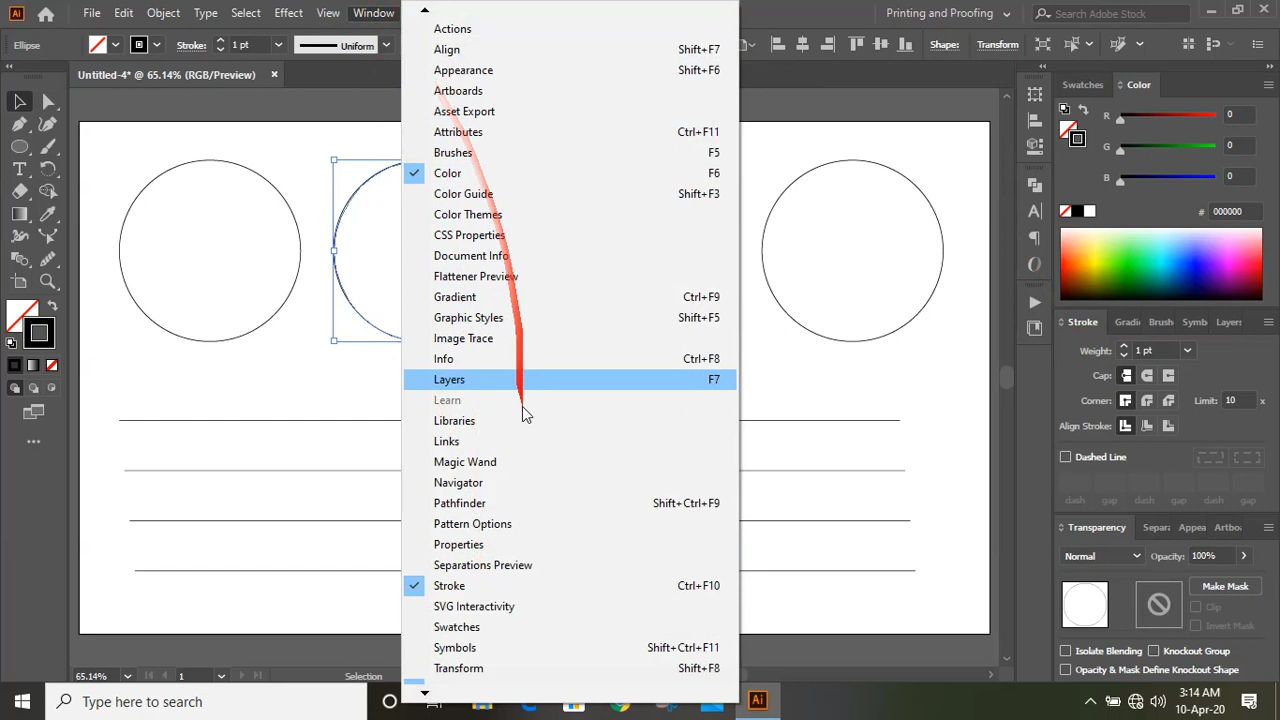 Ai File Edit Object Type Select Effect View Window Printing and Proofing Search Adobe Stock
Ellipse Stroke: 1 pt Uniform Shape: Transform
Untitled-4* @ 65.14% (RGB/Preview)
Actions
Align Shift+F7
Appearance Shift+F6
Artboards
Asset Export
Attributes Ctrl+F11
Brushes F5
Color F6
Color Guide Shift+F3
Color Themes
CSS Properties
Document Info
Flattener Preview
Gradient Ctrl+F9
Graphic Styles Shift+F5
Image Trace
Info Ctrl+F8
Layers F7
Learn
Libraries
Links
Magic Wand
Navigator
Pathfinder Shift+Ctrl+F9
Pattern Options
Properties
Separations Preview
Stroke Ctrl+F10
SVG Interactivity
Swatches
Symbols Shift+Ctrl+F11
Transform Shift+F8
Swatches Color
R 0
G 0
B 0
# 000000
Stroke Gradi Brush Symb Layers
Weight: 1 pt
Cap:
Corner: Limit: 10 x
Align Stroke:
Dashed Line
dash gap dash gap dash gap
Transparency Separ Appea Artbo
Normal Opacity: 100%
Make Mask
Clip
Invert Mask
Isolate Blending Knockout Group
Opacity & Mask Define Knockout Shape
65.14% 1 Selection
Type here to search
Ai
3:14 AM
10-Apr-20